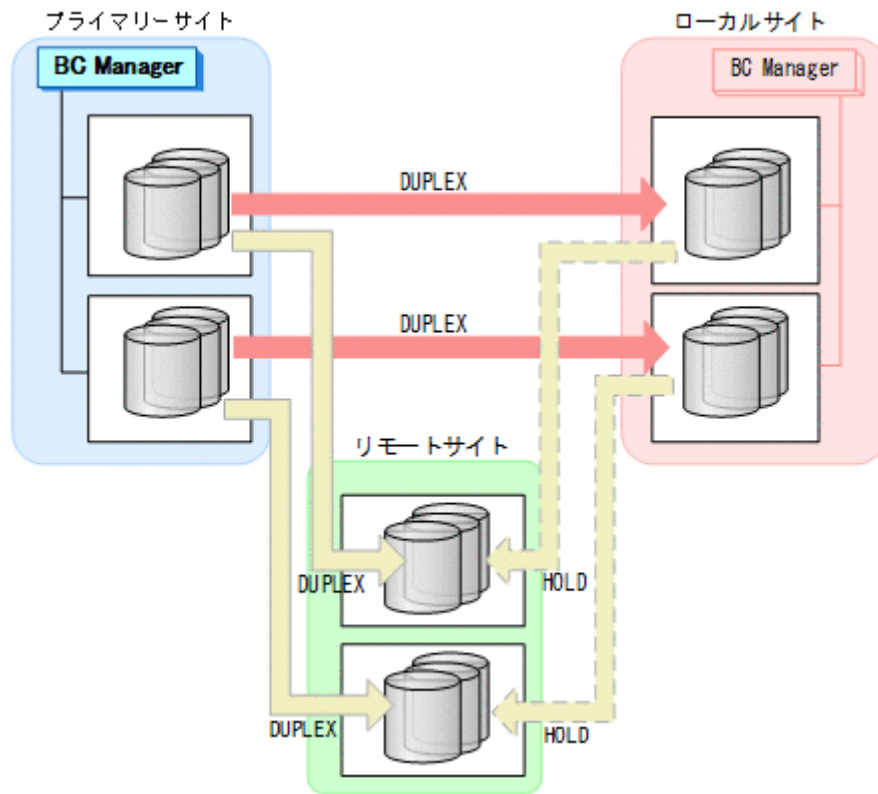 プライマリーサイト
ローカルサイト
BC Manager
BC Manager
DUPLEX
DUPLEX
リモートサイト
DUPLEX
HOLD
DUPLEX
HOLD